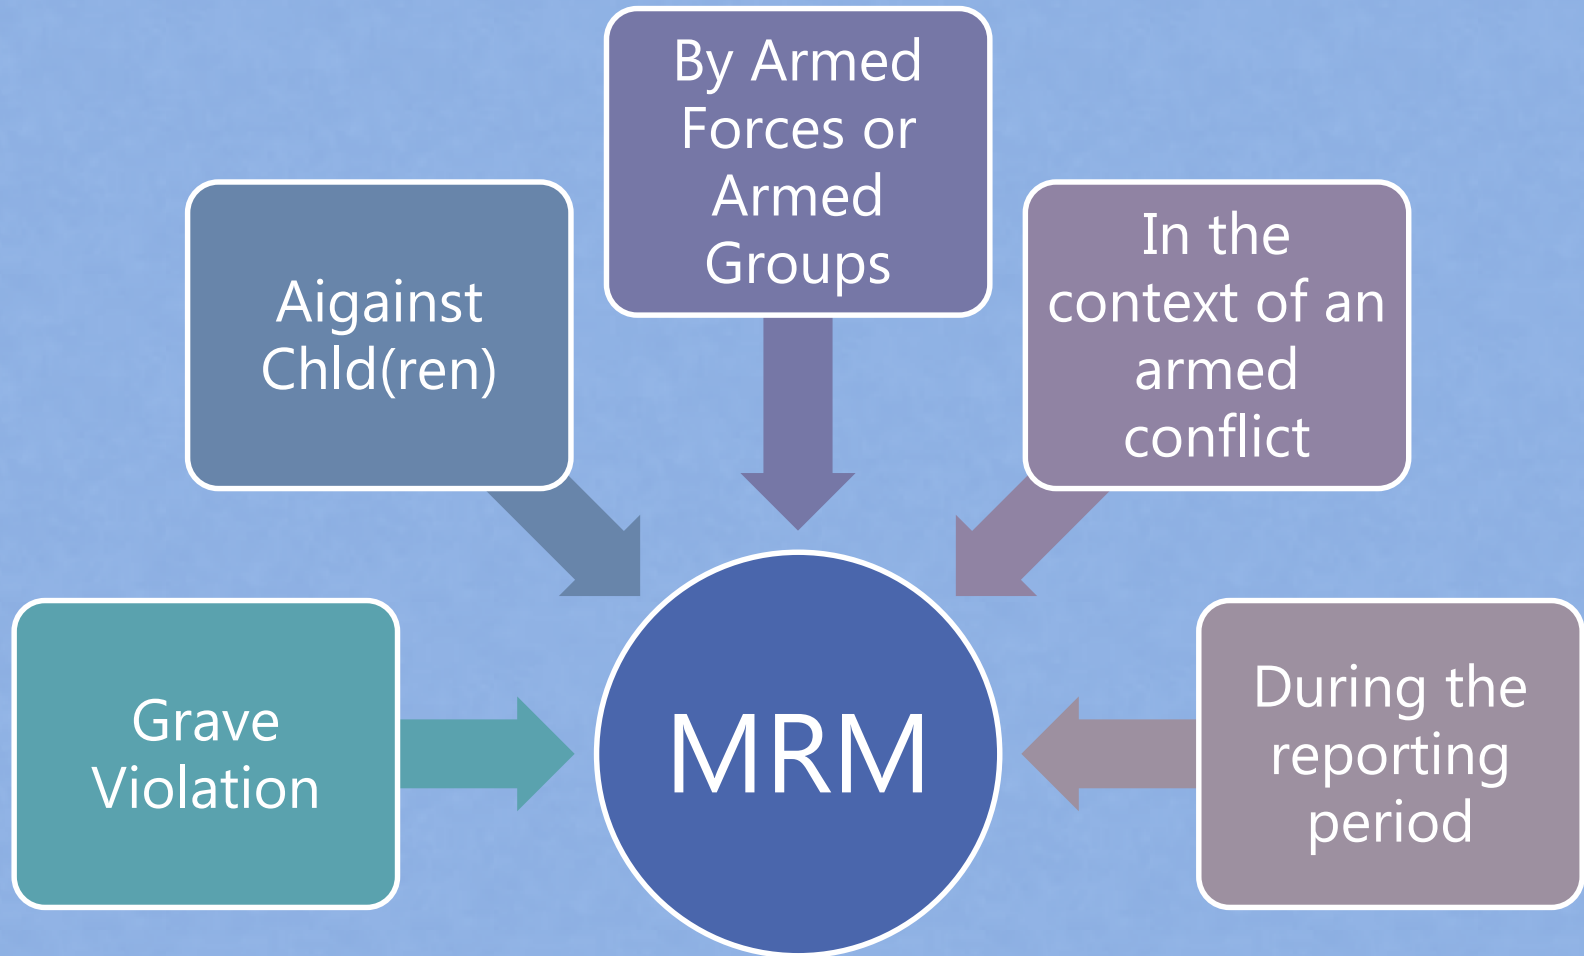 Grave
Violation
Aigainst
Chld(ren)
By Armed
Forces or
Armed
Groups
In the
context of an
armed
conflict
During the
reporting
period
MRM